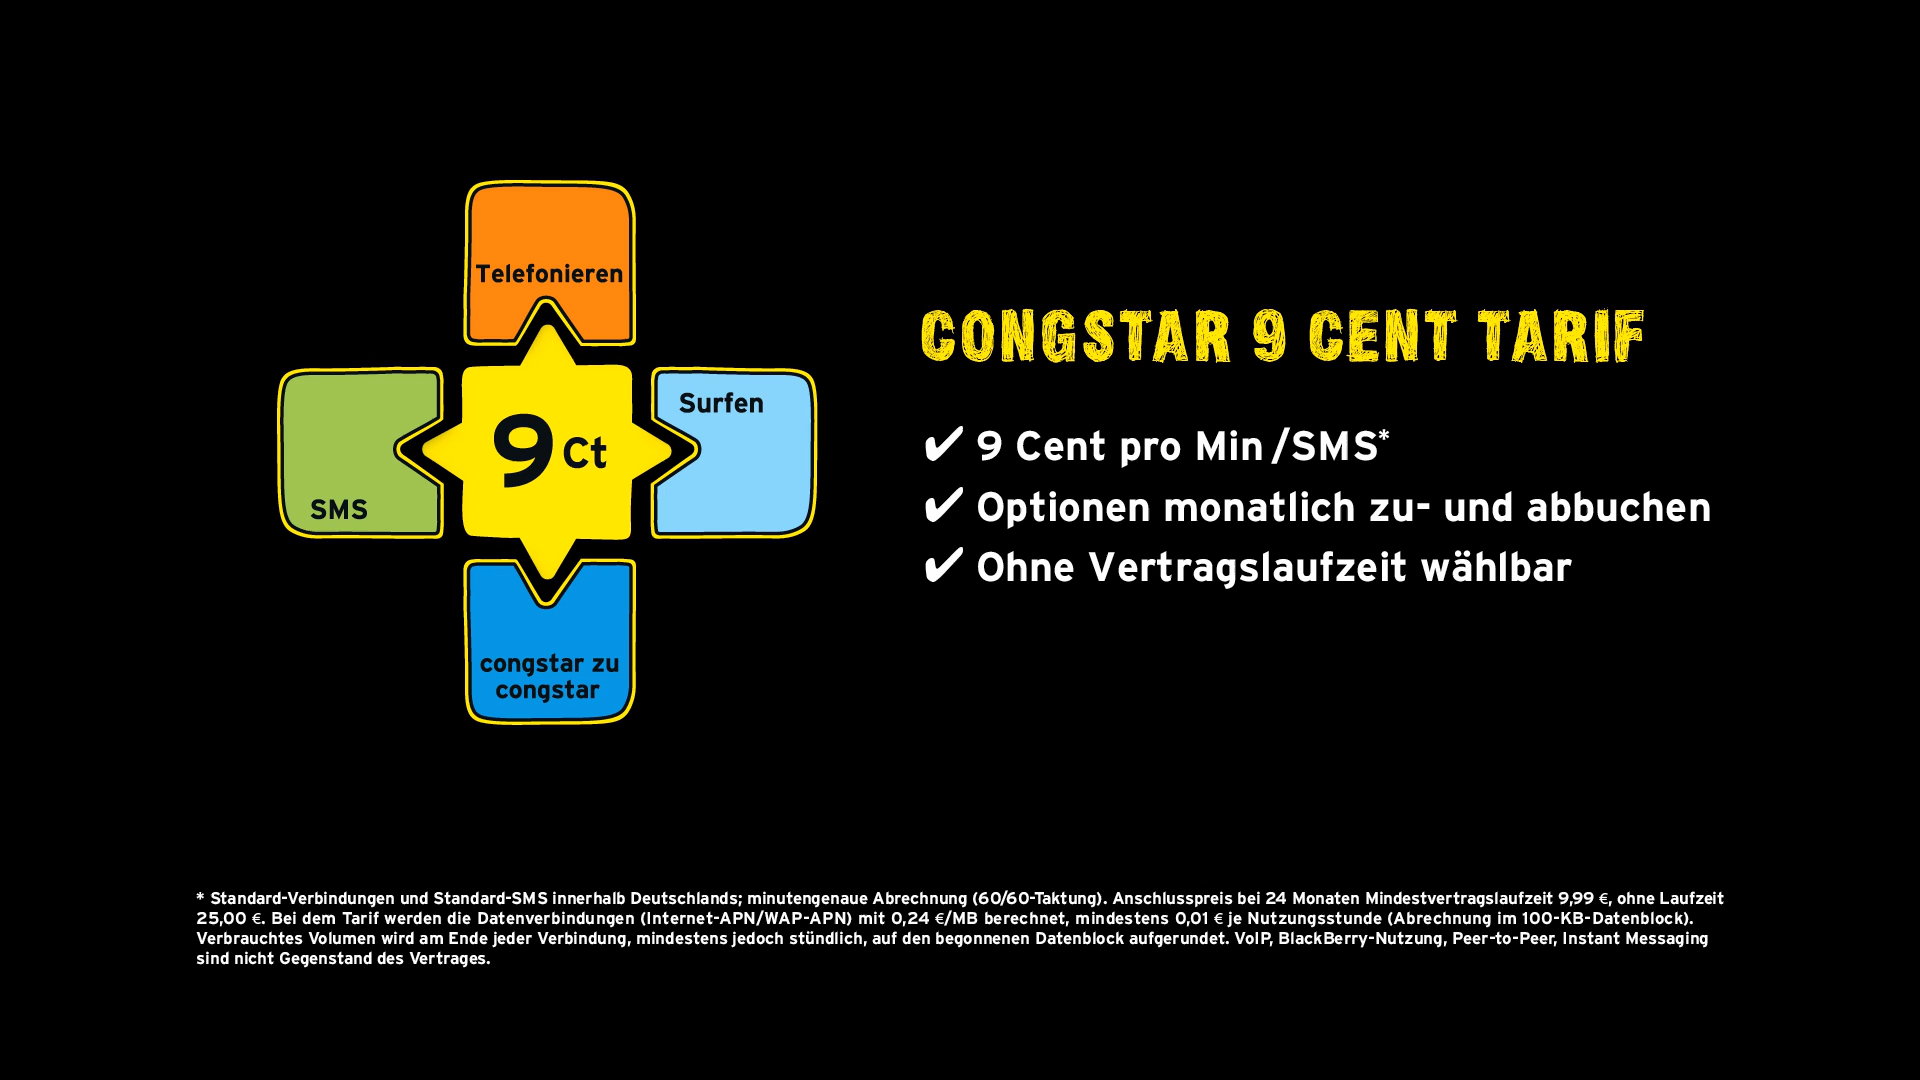 Telefonieren
SMS
9 Ct
Surfen
congstar zu
congstar
CONGSTAR 9 CENT TARIF
✔ 9 Cent pro Min /SMS*
✔ Optionen monatlich zu- und abbuchen
✔ Ohne Vertragslaufzeit wählbar
* Standard-Verbindungen und Standard-SMS innerhalb Deutschlands; minutengenaue Abrechnung (60/60-Taktung). Anschlusspreis bei 24 Monaten Mindestvertragslaufzeit 9,99 €, ohne Laufzeit
25,00 €. Bei dem Tarif werden die Datenverbindungen (Internet-APN/WAP-APN) mit 0,24 €/MB berechnet, mindestens 0,01 € je Nutzungsstunde (Abrechnung im 100-KB-Datenblock).
Verbrauchtes Volumen wird am Ende jeder Verbindung, mindestens jedoch stündlich, auf den begonnenen Datenblock aufgerundet. VoIP, BlackBerry-Nutzung, Peer-to-Peer, Instant Messaging
sind nicht Gegenstand des Vertrages.